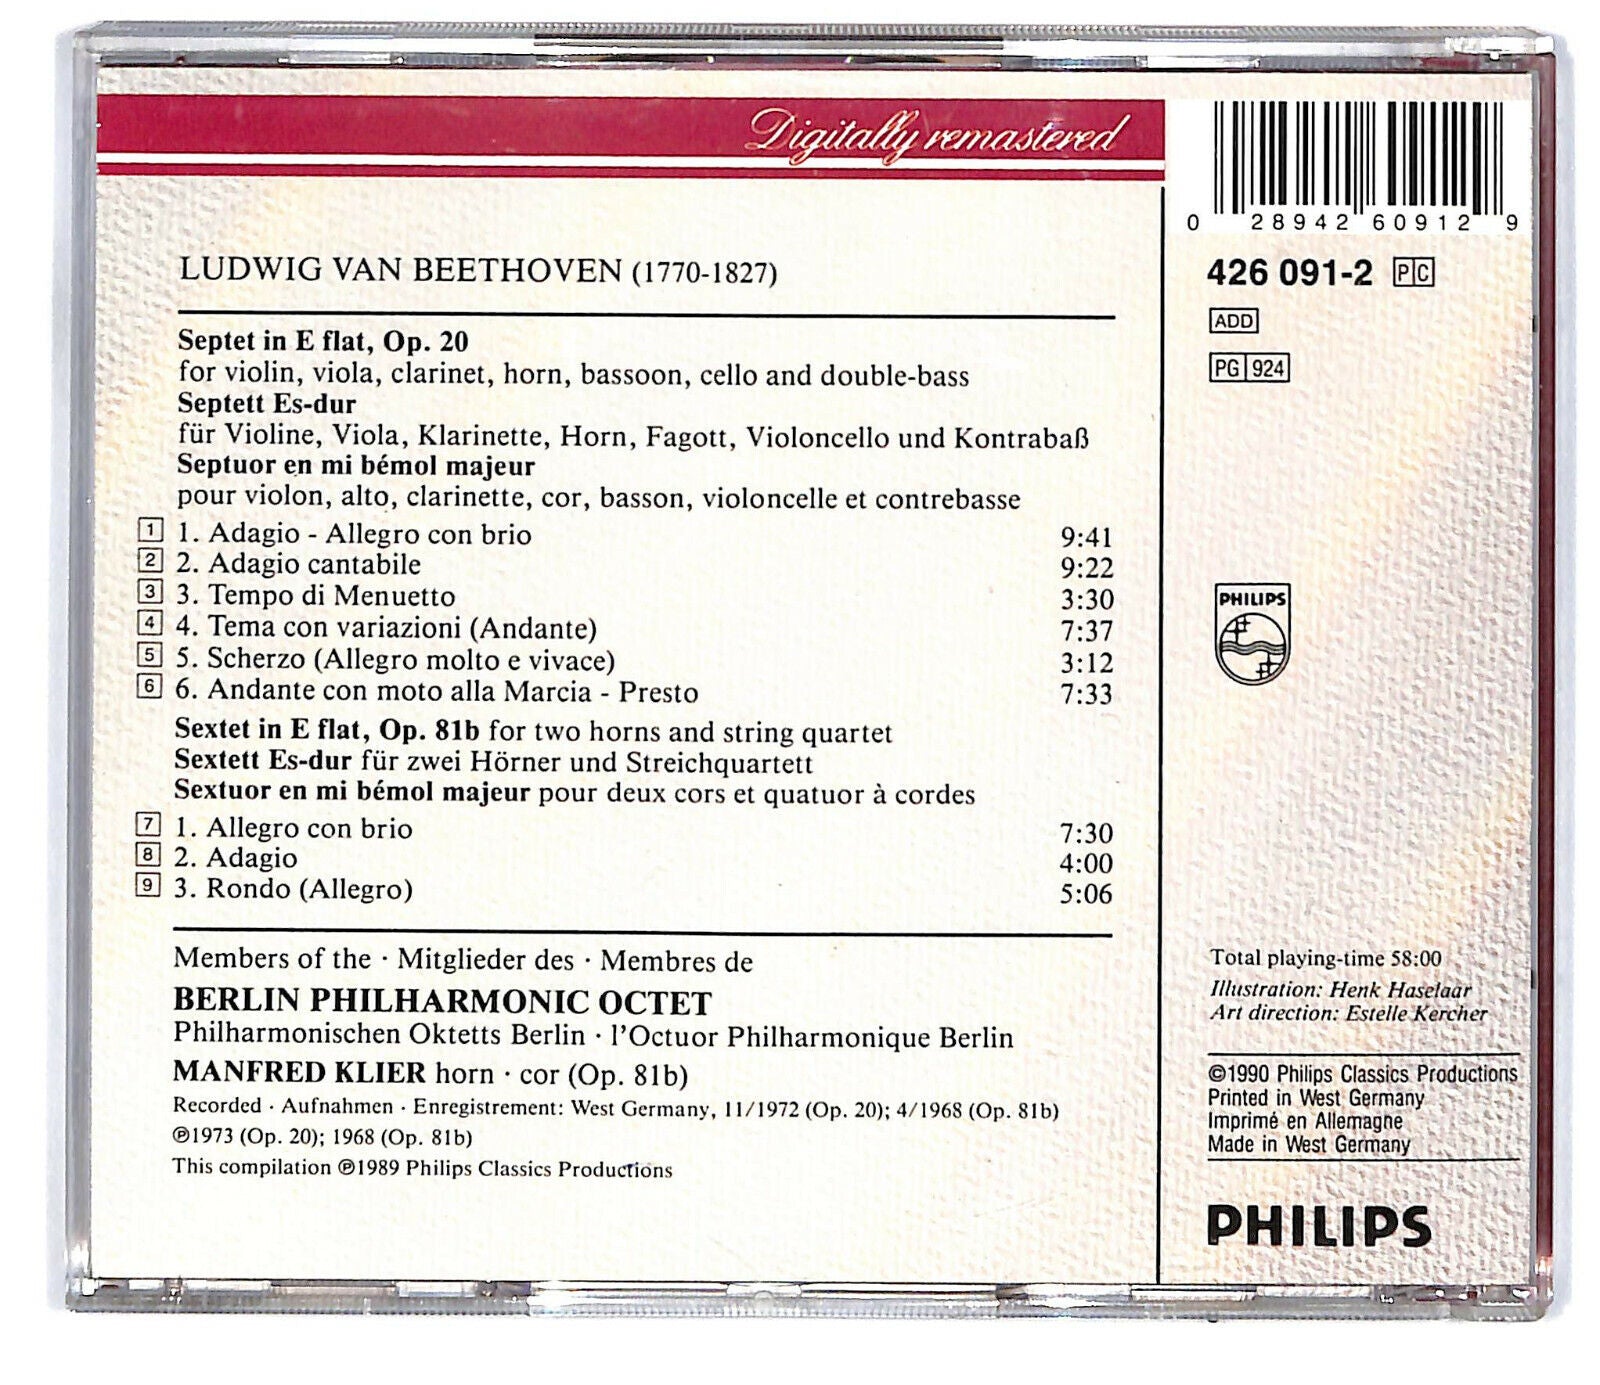 Digitally remastered
0 28942 60912 9
LUDWIG VAN BEETHOVEN (1770-1827)
Septet in E flat, Op. 20
for violin, viola, clarinet, horn, bassoon, cello and double-bass
Septett Es-dur
für Violine, Viola, Klarinette, Horn, Fagott, Violoncello und Kontrabaß
Septuor en mi bémol majeur
pour violon, alto, clarinette, cor, basson, violoncelle et contrebasse
1 1. Adagio - Allegro con brio 9:41
2 2. Adagio cantabile 9:22
3 3. Tempo di Menuetto 3:30
4 4. Tema con variazioni (Andante) 7:37
5 5. Scherzo (Allegro molto e vivace) 3:12
6 6. Andante con moto alla Marcia - Presto 7:33
Sextet in E flat, Op. 81b for two horns and string quartet
Sextett Es-dur für zwei Hörner und Streichquartett
Sextuor en mi bémol majeur pour deux cors et quatuor à cordes
7 1. Allegro con brio 7:30
8 2. Adagio 4:00
9 3. Rondo (Allegro) 5:06
Members of the · Mitglieder des · Membres de
BERLIN PHILHARMONIC OCTET
Philharmonischen Oktetts Berlin · l'Octuor Philharmonique Berlin
MANFRED KLIER horn · cor (Op. 81b)
Recorded · Aufnahmen · Enregistrement: West Germany, 11/1972 (Op. 20); 4/1968 (Op. 81b)
℗1973 (Op. 20); 1968 (Op. 81b)
This compilation ℗1989 Philips Classics Productions
426 091-2 PC
ADD
PG 924
PHILIPS
Total playing-time 58:00
Illustration: Henk Haselaar
Art direction: Estelle Kercher
©1990 Philips Classics Productions
Printed in West Germany
Imprimé en Allemagne
Made in West Germany
PHILIPS